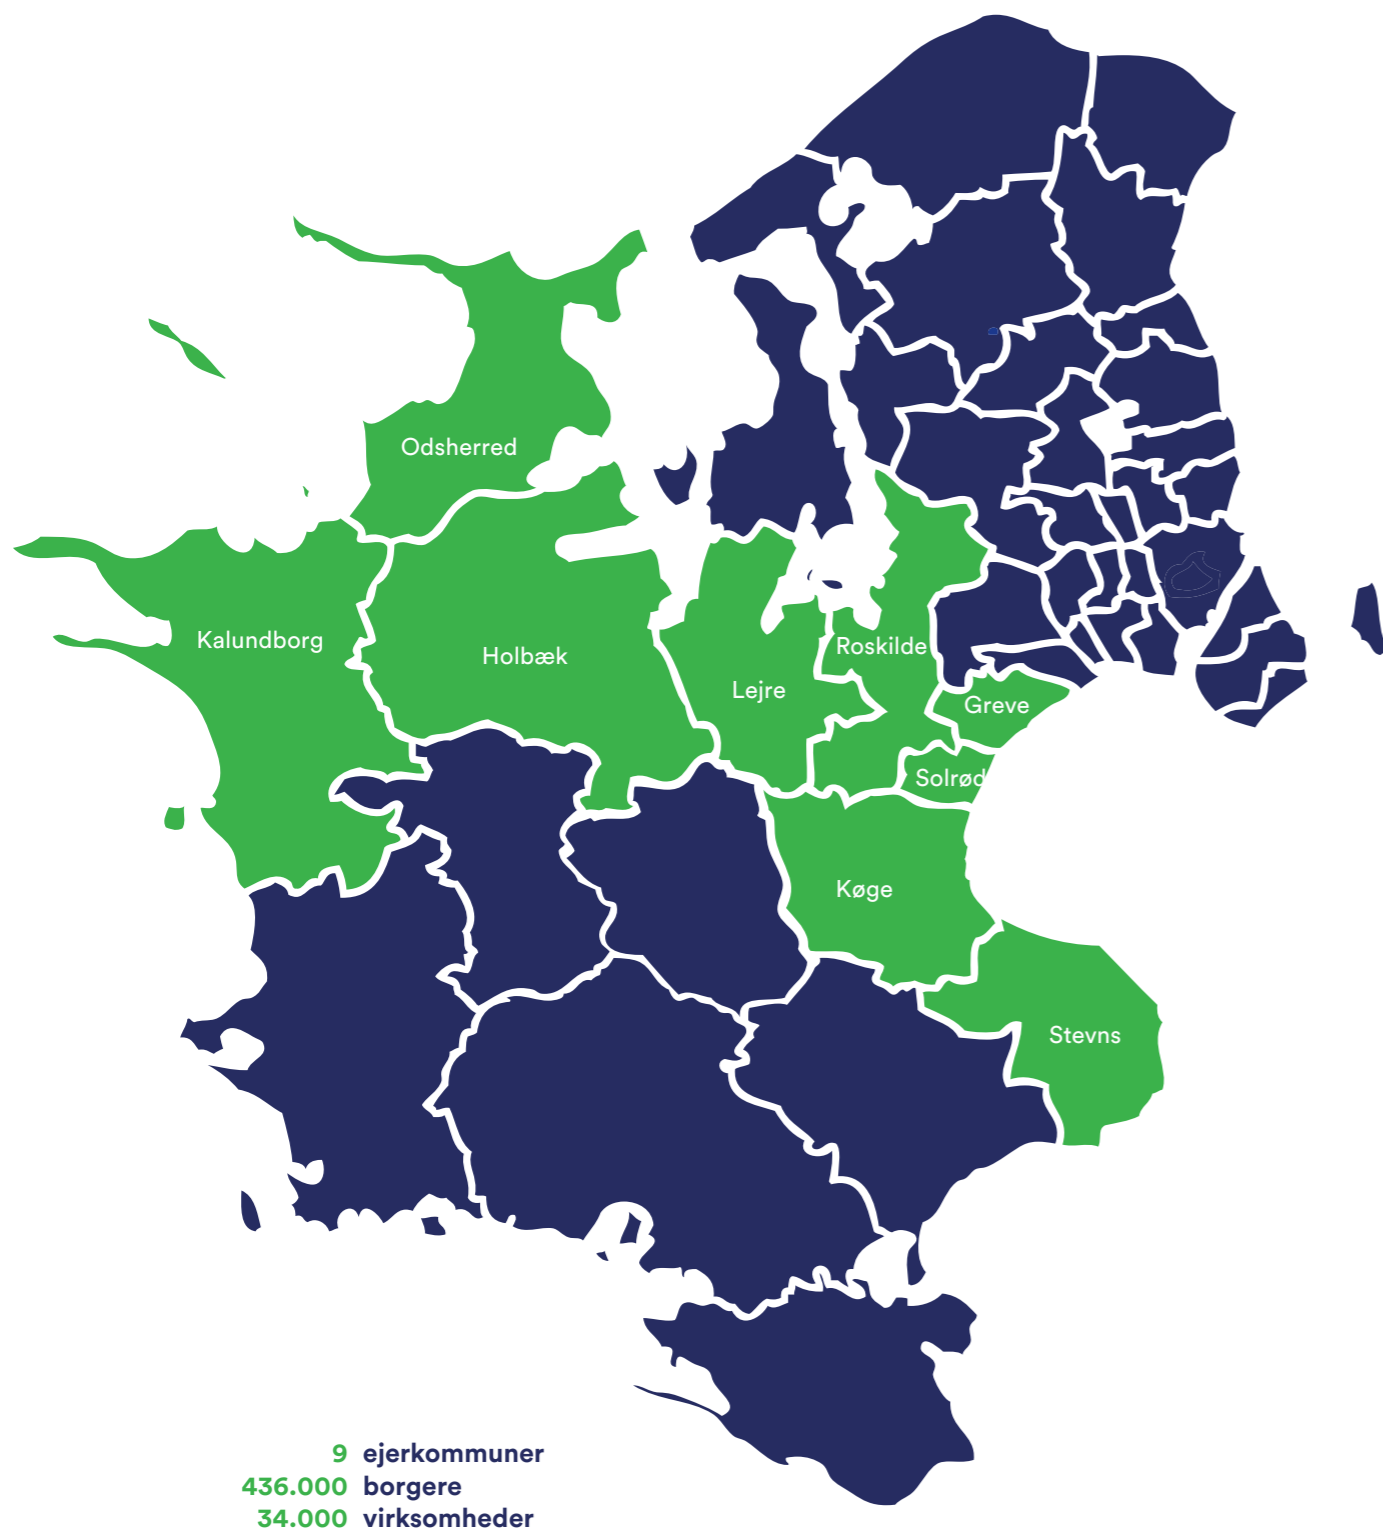 Odsherred
Kalundborg
Holbæk
Roskilde
Lejre
Greve
Solrød
Køge
Stevns
9 ejerkommuner
436.000 borgere
34.000 virksomheder